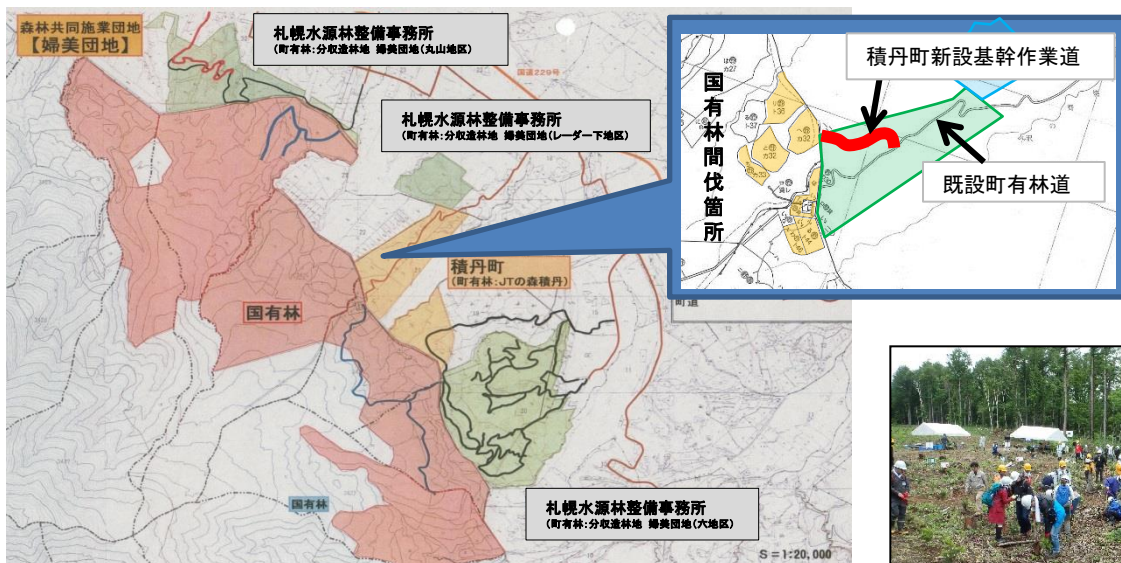 森林共同施業団地
【婦美団地】
札幌水源林整備事務所
(町有林:分収造林地 婦美団地(丸山地区)
国道229号
札幌水源林整備事務所
(町有林:分収造林地 婦美団地(レーダー下地区)
積丹町
(町有林:JTの森積丹)
国有林
国有林
札幌水源林整備事務所
(町有林:分収造林地 婦美団地(六地区)
S=1:20,000
町道
国有林間伐箇所
積丹町新設基幹作業道
既設町有林道